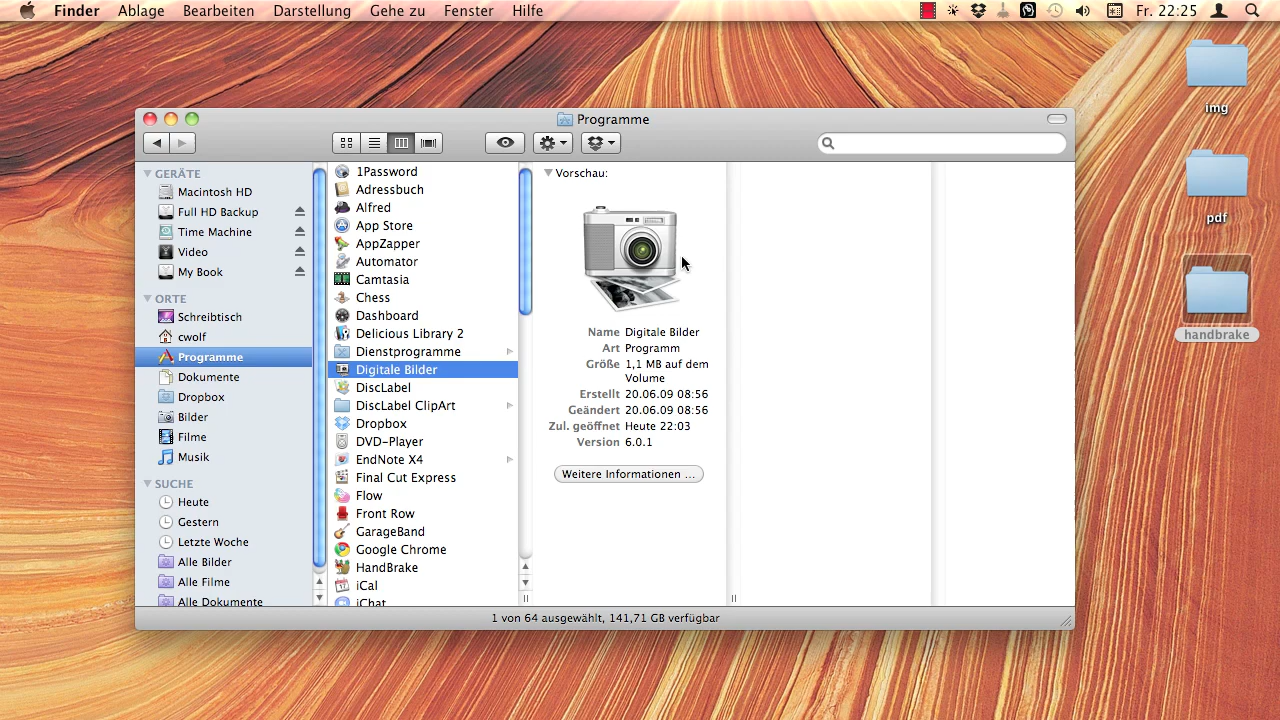 Finder Ablage Bearbeiten Darstellung Gehe zu Fenster Hilfe Fr. 22:25
img
pdf
handbrake
Programme
GERÄTE
Macintosh HD
Full HD Backup
Time Machine
Video
My Book
ORTE
Schreibtisch
cwolf
Programme
Dokumente
Dropbox
Bilder
Filme
Musik
SUCHE
Heute
Gestern
Letzte Woche
Alle Bilder
Alle Filme
Alle Dokumente
1Password
Adressbuch
Alfred
App Store
AppZapper
Automator
Camtasia
Chess
Dashboard
Delicious Library 2
Dienstprogramme
Digitale Bilder
DiscLabel
DiscLabel ClipArt
Dropbox
DVD-Player
EndNote X4
Final Cut Express
Flow
Front Row
GarageBand
Google Chrome
HandBrake
iCal
iChat
Vorschau:
Name Digitale Bilder
Art Programm
Größe 1,1 MB auf dem
Volume
Erstellt 20.06.09 08:56
Geändert 20.06.09 08:56
Zul. geöffnet Heute 22:03
Version 6.0.1
Weitere Informationen ...
1 von 64 ausgewählt, 141,71 GB verfügbar